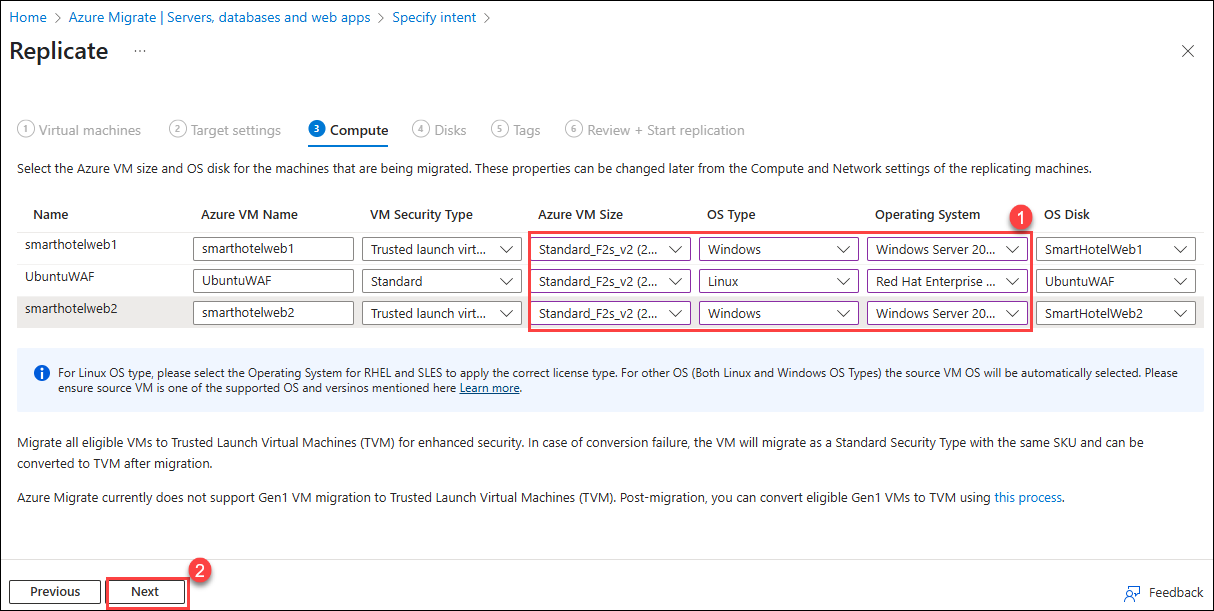 Home > Azure Migrate | Servers, databases and web apps > Specify intent >
Replicate ...
1 Virtual machines 2 Target settings 3 Compute 4 Disks 5 Tags 6 Review + Start replication
Select the Azure VM size and OS disk for the machines that are being migrated. These properties can be changed later from the Compute and Network settings of the replicating machines.
Name Azure VM Name VM Security Type Azure VM Size OS Type Operating System 1 OS Disk
smarthotelweb1 smarthotelweb1 Trusted launch virt... Standard_F2s_v2 (2... Windows Windows Server 20... SmartHotelWeb1
UbuntuWAF UbuntuWAF Standard Standard_F2s_v2 (2... Linux Red Hat Enterprise ... UbuntuWAF
smarthotelweb2 smarthotelweb2 Trusted launch virt... Standard_F2s_v2 (2... Windows Windows Server 20... SmartHotelWeb2
For Linux OS type, please select the Operating System for RHEL and SLES to apply the correct license type. For other OS (Both Linux and Windows OS Types) the source VM OS will be automatically selected. Please
ensure source VM is one of the supported OS and versinos mentioned here Learn more.
Migrate all eligible VMs to Trusted Launch Virtual Machines (TVM) for enhanced security. In case of conversion failure, the VM will migrate as a Standard Security Type with the same SKU and can be
converted to TVM after migration.
Azure Migrate currently does not support Gen1 VM migration to Trusted Launch Virtual Machines (TVM). Post-migration, you can convert eligible Gen1 VMs to TVM using this process.
2
Previous Next Feedback